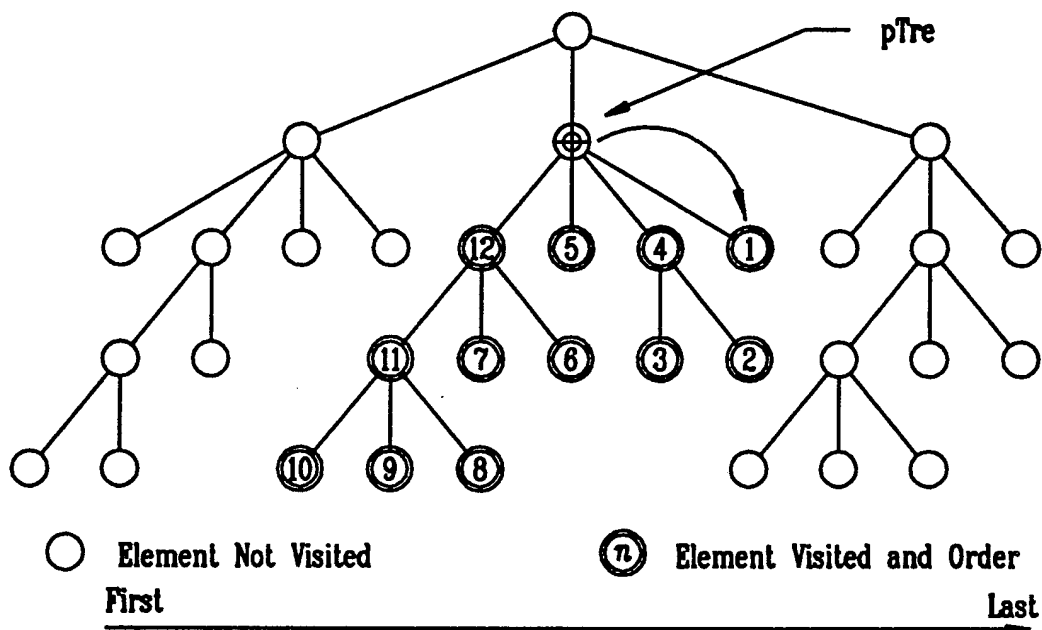 pTre
12 5 4 1
11 7 6 3 2
10 9 8
Element Not Visited
n Element Visited and Order
First Last